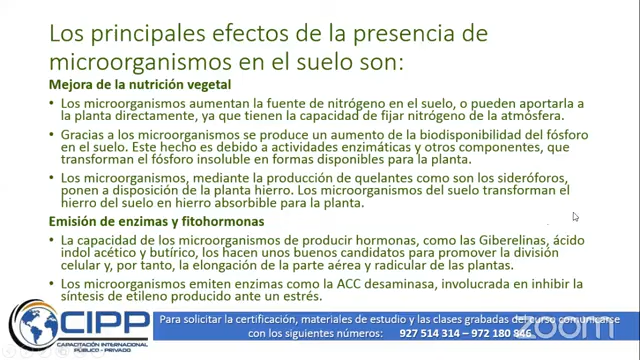 Los principales efectos de la presencia de
microorganismos en el suelo son:
Mejora de la nutrición vegetal
• Los microorganismos aumentan la fuente de nitrógeno en el suelo, o pueden aportarla a
la planta directamente, ya que tienen la capacidad de fijar nitrógeno de la atmósfera.
• Gracias a los microorganismos se produce un aumento de la biodisponibilidad del fósforo
en el suelo. Este hecho es debido a actividades enzimáticas y otros componentes, que
transforman el fósforo insoluble en formas disponibles para la planta.
• Los microorganismos, mediante la producción de quelantes como son los sideróforos,
ponen a disposición de la planta hierro. Los microorganismos del suelo transforman el
hierro del suelo en hierro absorbible para la planta.
Emisión de enzimas y fitohormonas
• La capacidad de los microorganismos de producir hormonas, como las Giberelinas, ácido
indol acético y butírico, los hacen unos buenos candidatos para promover la división
celular y, por tanto, la elongación de la parte aérea y radicular de las plantas.
• Los microorganismos emiten enzimas como la ACC desaminasa, involucrada en inhibir la
síntesis de etileno producido ante un estrés.
CIPP
CAPACITACIÓN INTERNACIONAL
PÚBLICO - PRIVADO
Para solicitar la certificación, materiales de estudio y las clases grabadas del curso comunicarse
con los siguientes números: 927 514 314 – 972 180 846
zoom